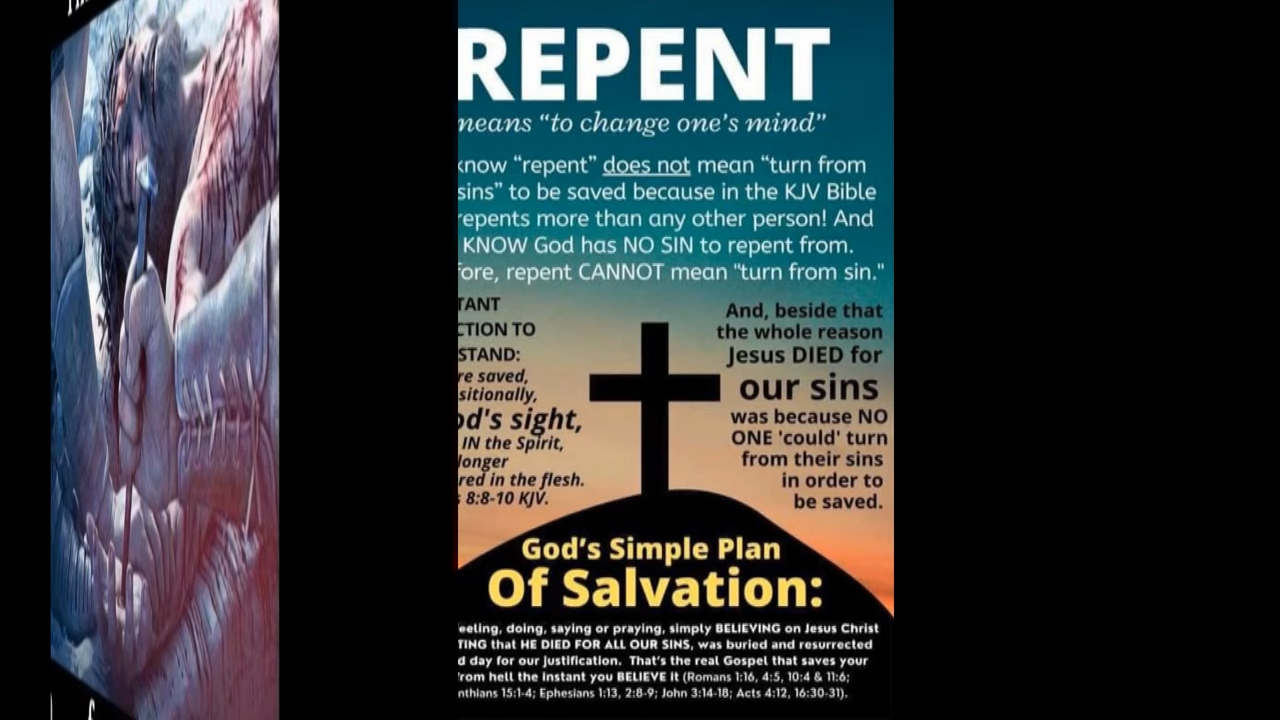 REPENT
means “to change one’s mind”
know “repent” does not mean “turn from
sins” to be saved because in the KJV Bible
repents more than any other person! And
KNOW God has NO SIN to repent from.
fore, repent CANNOT mean "turn from sin."
TANT
CTION TO
STAND:
re saved,
sitionally,
od's sight,
IN the Spirit,
longer
red in the flesh.
8:8-10 KJV.
And, beside that
the whole reason
Jesus DIED for
our sins
was because NO
ONE 'could' turn
from their sins
in order to
be saved.
God’s Simple Plan
Of Salvation:
eeling, doing, saying or praying, simply BELIEVING on Jesus Christ
TING that HE DIED FOR ALL OUR SINS, was buried and resurrected
d day for our justification. That’s the real Gospel that saves your
from hell the instant you BELIEVE it (Romans 1:16, 4:5, 10:4 & 11:6;
nthians 15:1-4; Ephesians 1:13, 2:8-9; John 3:14-18; Acts 4:12, 16:30-31).